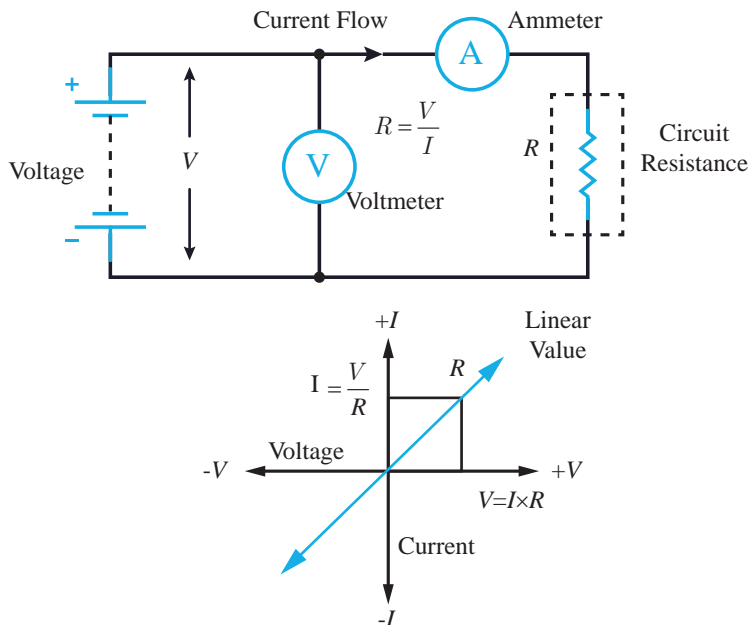 Current Flow
Ammeter
A
+
R = V/I
V
V
Voltmeter
Voltage
R
Circuit
Resistance
–
+I
Linear
Value
I = V/R
R
Voltage
-V
+V
V=I×R
Current
-I